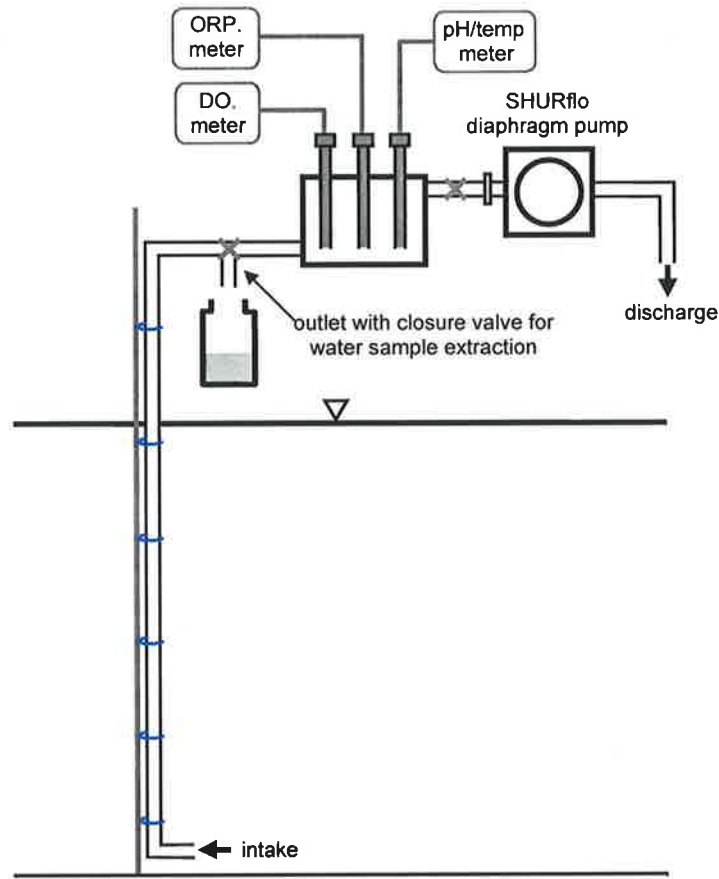 ORP.
meter
pH/temp
meter
DO.
meter
SHURflo
diaphragm pump
discharge
outlet with closure valve for
water sample extraction
intake